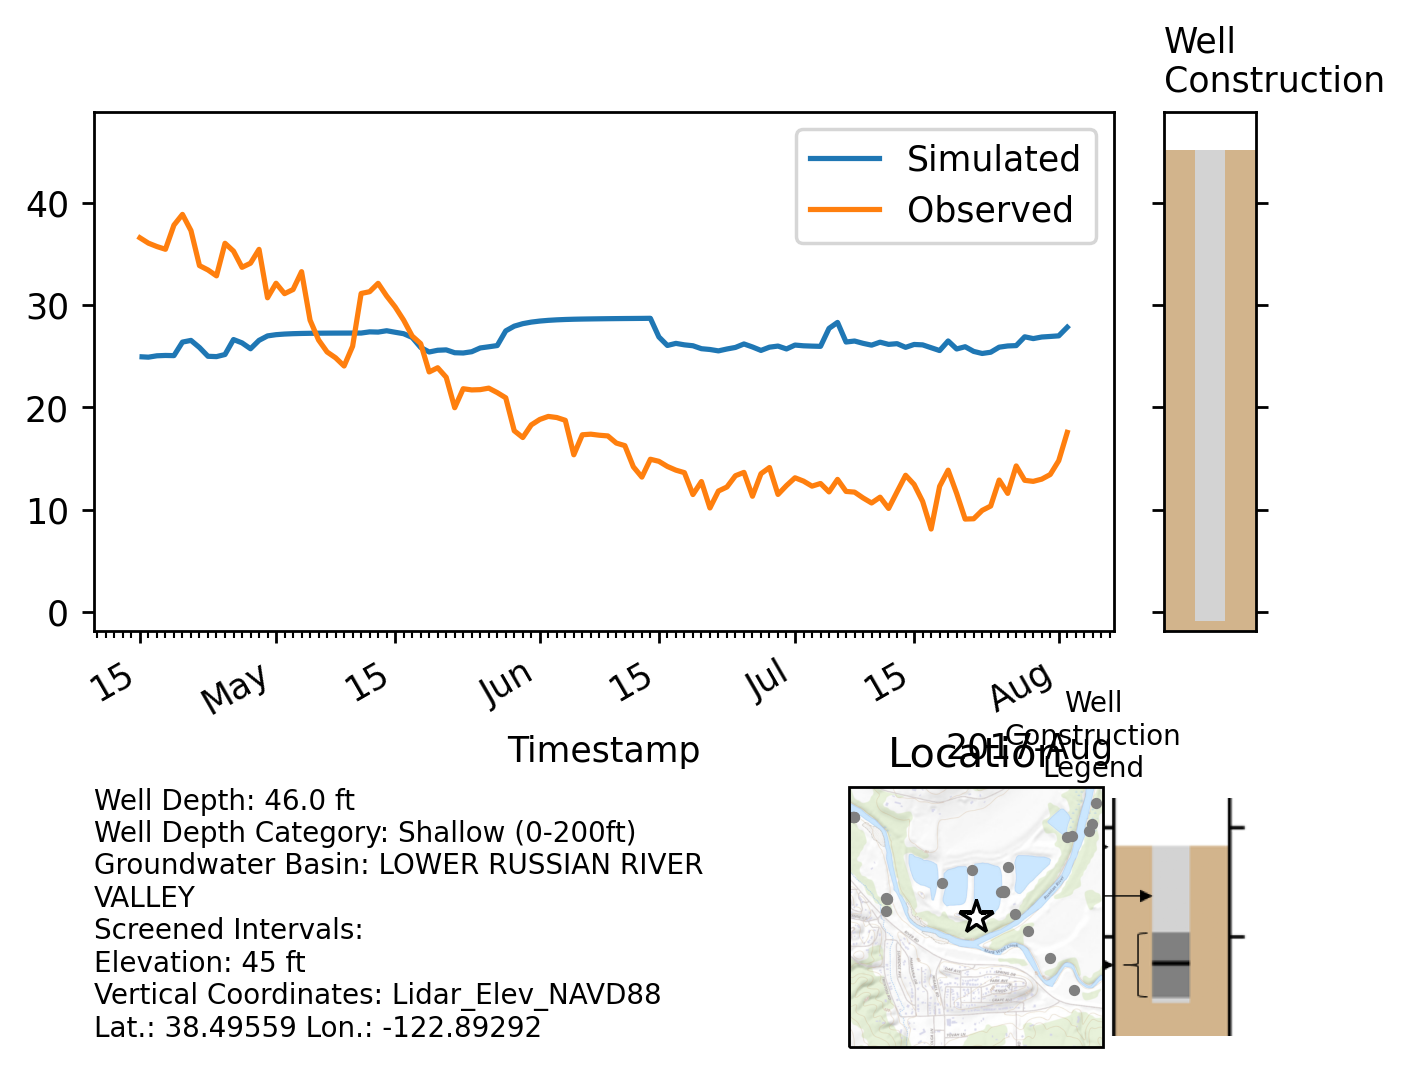 Well
Construction
Simulated
Observed
40
30
20
10
0
15
May
15
Jun
15
Jul
15
Aug
Timestamp
2017-Aug
Location
Well
Construction
Legend
Well Depth: 46.0 ft
Well Depth Category: Shallow (0-200ft)
Groundwater Basin: LOWER RUSSIAN RIVER
VALLEY
Screened Intervals:
Elevation: 45 ft
Vertical Coordinates: Lidar_Elev_NAVD88
Lat.: 38.49559 Lon.: -122.89292